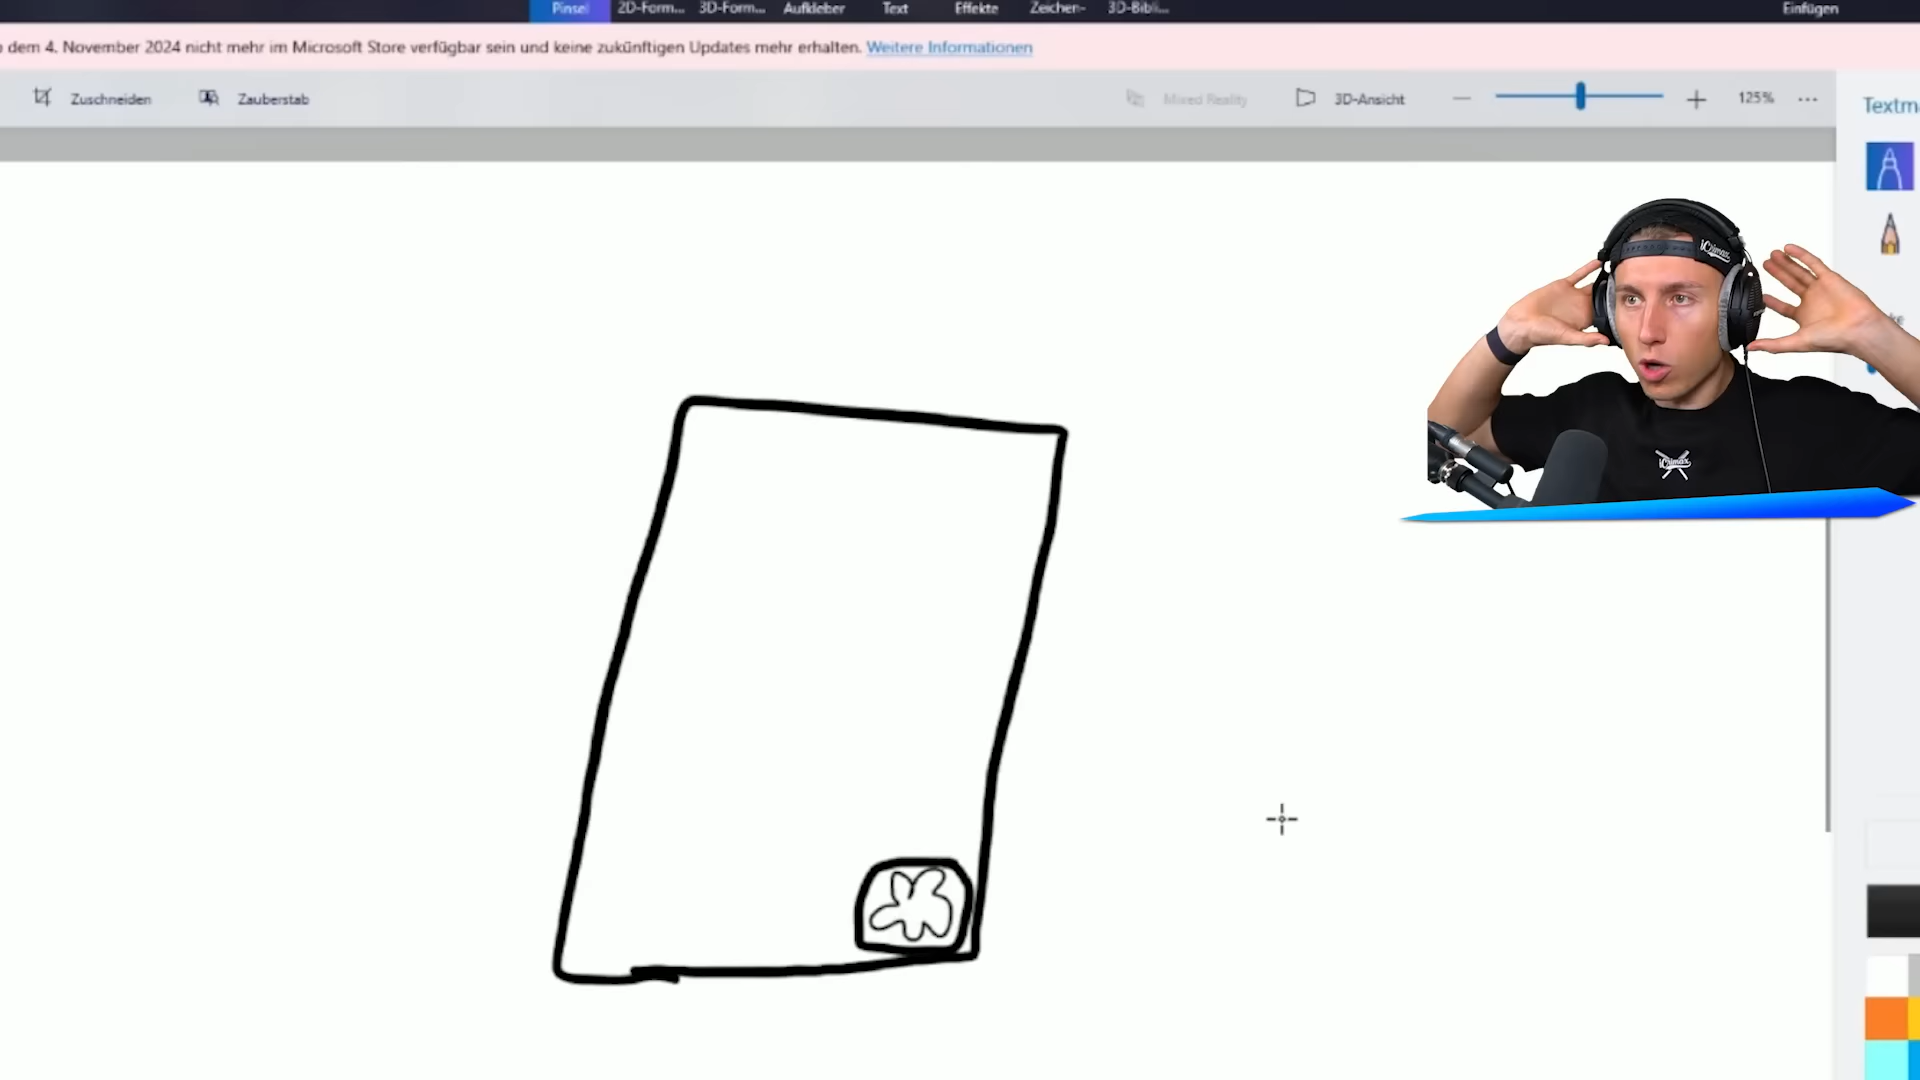 Pinsel 2D-Form... 3D-Form... Aufkleber Text Effekte Zeichen- 3D-Bibli... Einfügen
dem 4. November 2024 nicht mehr im Microsoft Store verfügbar sein und keine zukünftigen Updates mehr erhalten. Weitere Informationen
Zuschneiden Zauberstab Mixed Reality 3D-Ansicht 125% ...
Textm
iCrimax
iCrimax